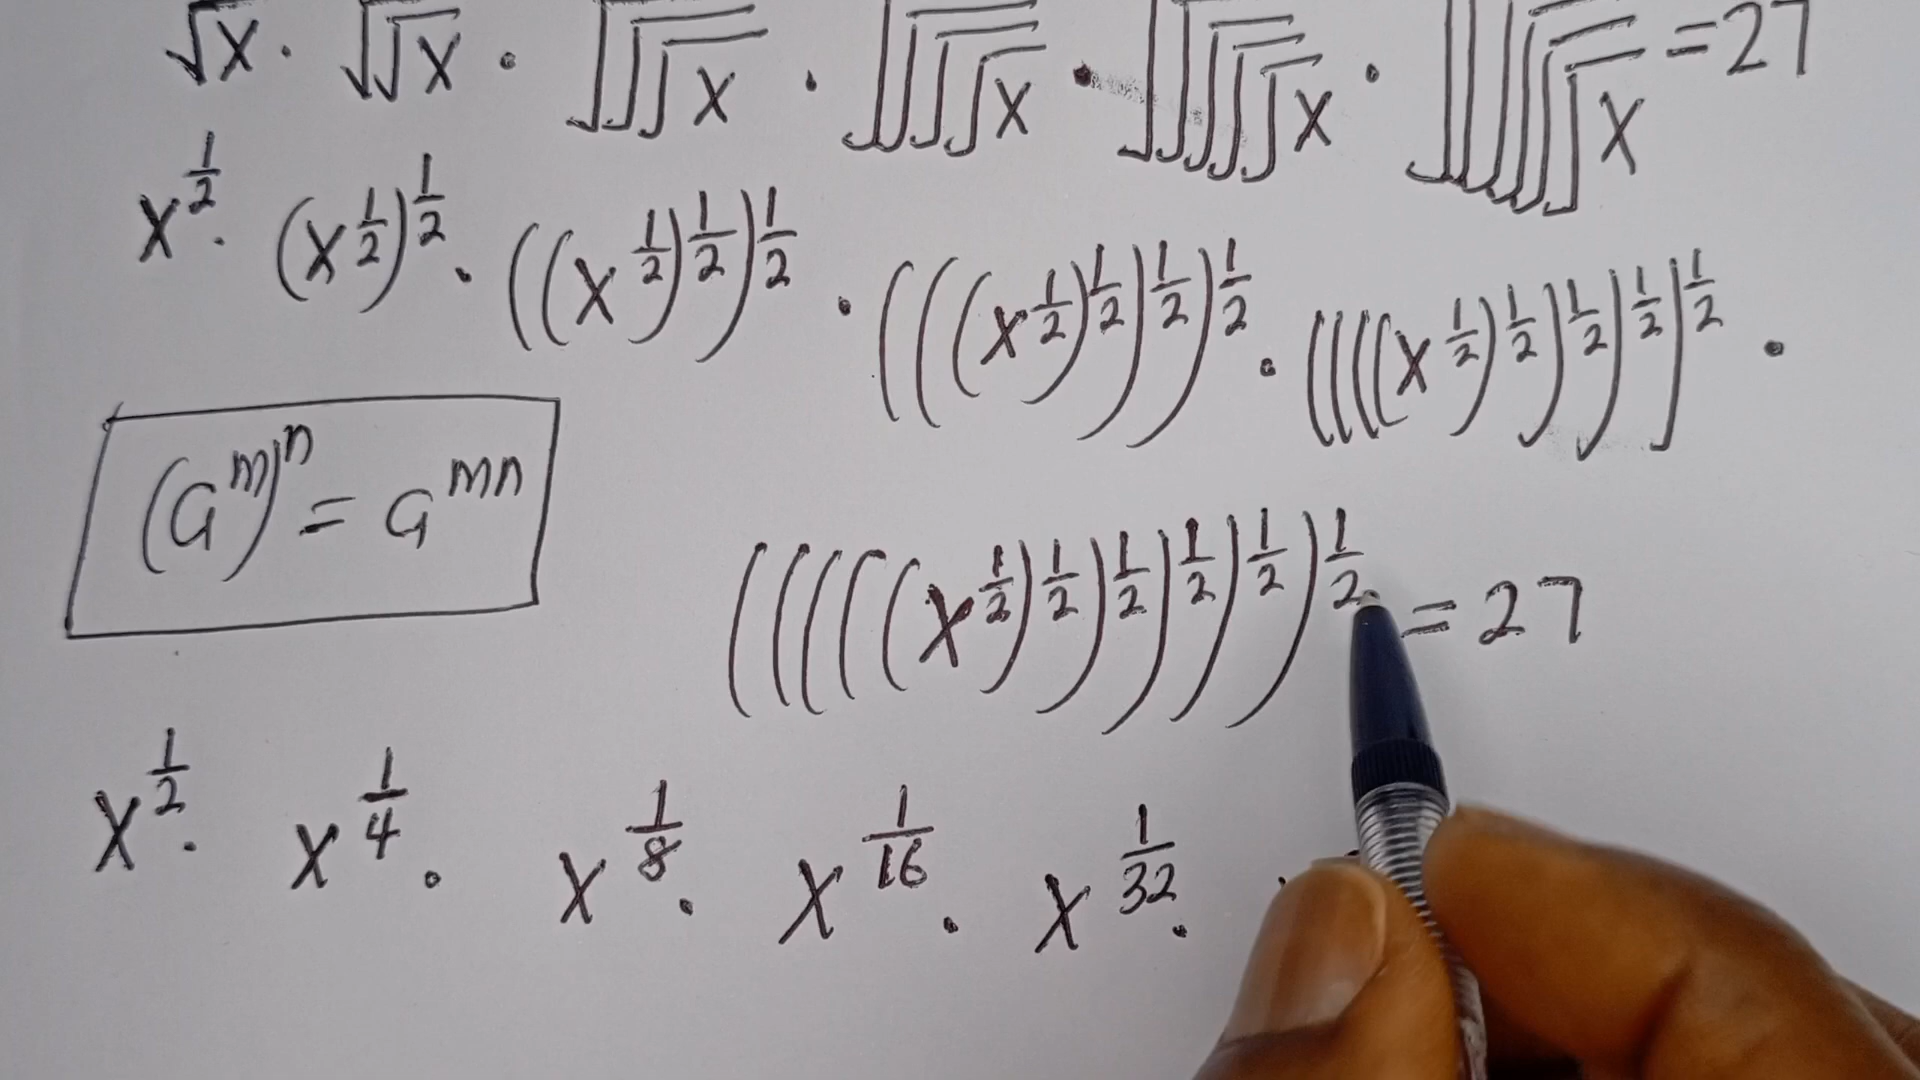 √x · √√x · √√√x · √√√√x · √√√√√x · √√√√√√x = 27
x^(1/2) · (x^(1/2))^(1/2) · ((x^(1/2))^(1/2))^(1/2) · (((x^(1/2))^(1/2))^(1/2))^(1/2) · ((((x^(1/2))^(1/2))^(1/2))^(1/2))^(1/2) ·
(G^m)^n = G^mn
(((((x^(1/2))^(1/2))^(1/2))^(1/2))^(1/2))^(1/2) = 27
x^(1/2) · x^(1/4) · x^(1/8) · x^(1/16) · x^(1/32) ·